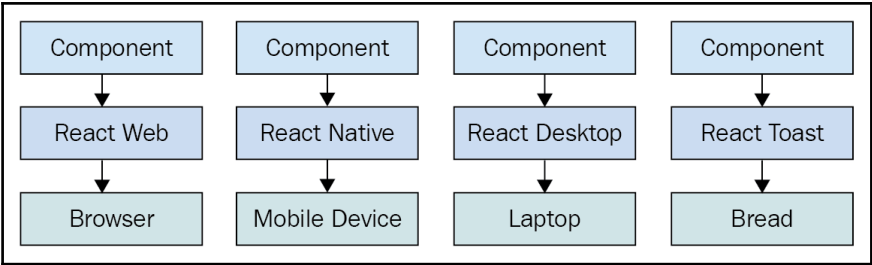 Component
Component
Component
Component
React Web
React Native
React Desktop
React Toast
Browser
Mobile Device
Laptop
Bread